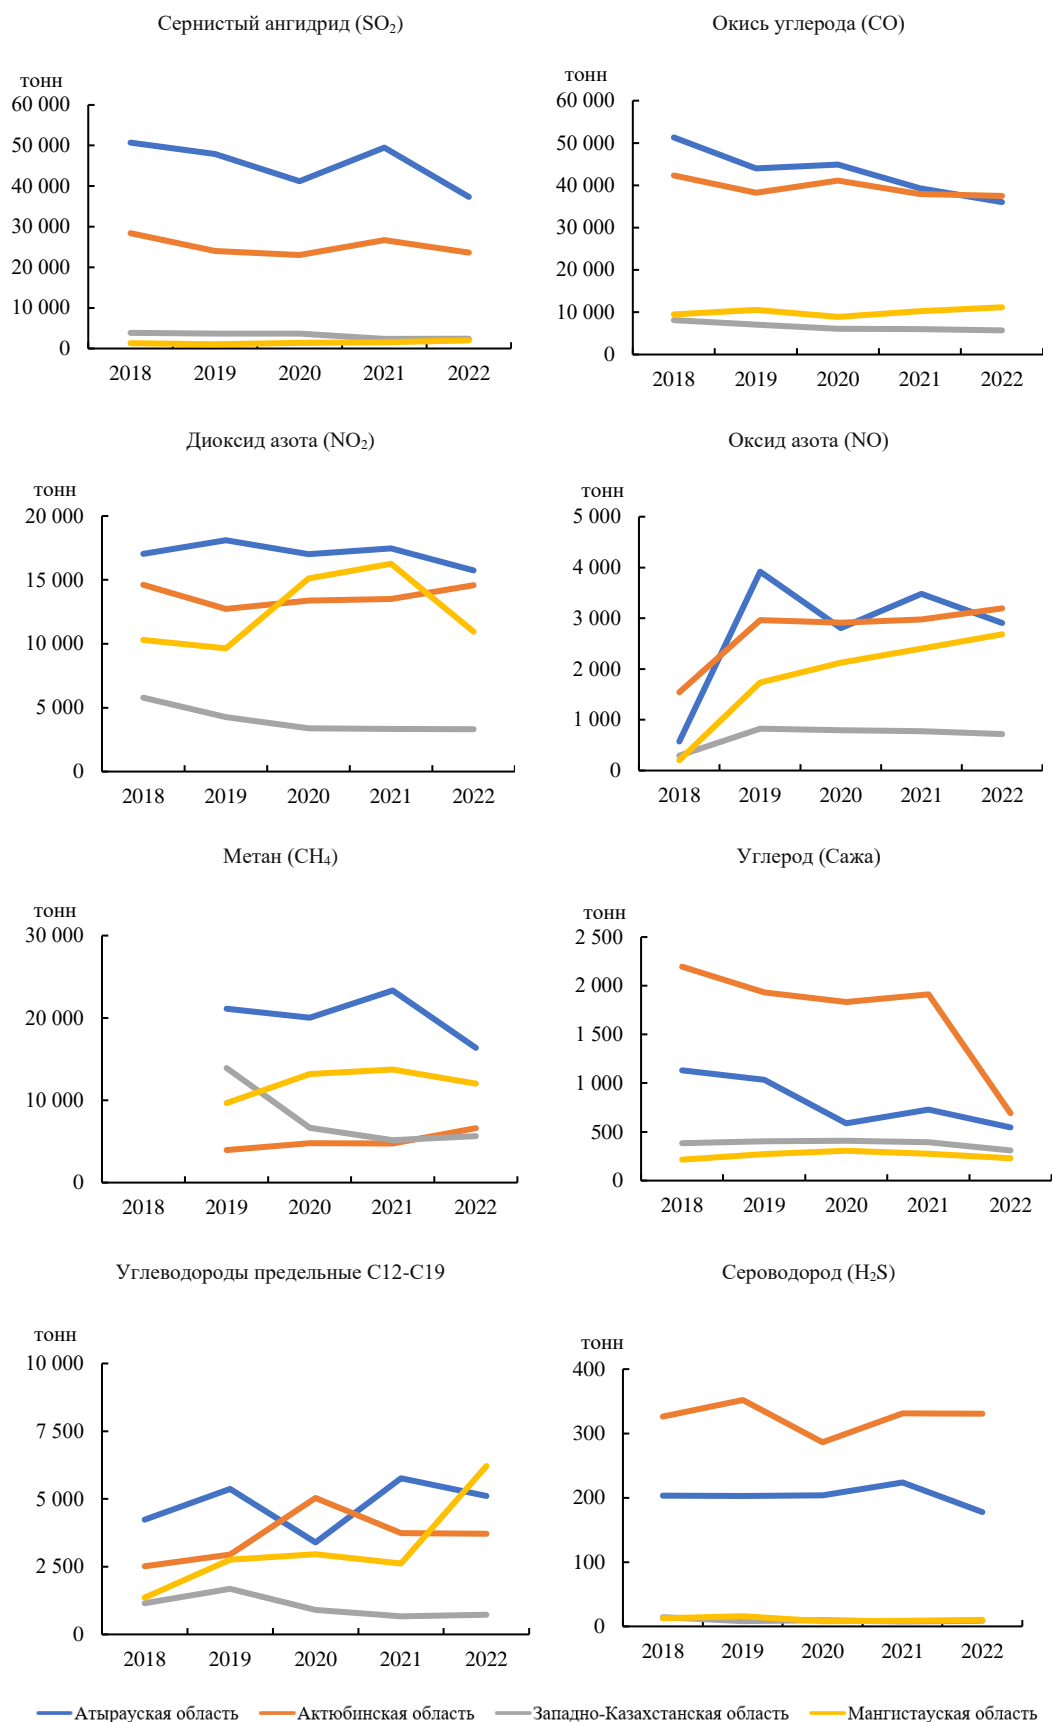 Сернистый ангидрид (SO₂)
тонн
60 000
50 000
40 000
30 000
20 000
10 000
0
2018 2019 2020 2021 2022
Окись углерода (CO)
тонн
60 000
50 000
40 000
30 000
20 000
10 000
0
2018 2019 2020 2021 2022
Диоксид азота (NO₂)
тонн
20 000
15 000
10 000
5 000
0
2018 2019 2020 2021 2022
Оксид азота (NO)
тонн
5 000
4 000
3 000
2 000
1 000
0
2018 2019 2020 2021 2022
Метан (CH₄)
тонн
30 000
20 000
10 000
0
2018 2019 2020 2021 2022
Углерод (Сажа)
тонн
2 500
2 000
1 500
1 000
500
0
2018 2019 2020 2021 2022
Углеводороды предельные С12-С19
тонн
10 000
7 500
5 000
2 500
0
2018 2019 2020 2021 2022
Сероводород (H₂S)
тонн
400
300
200
100
0
2018 2019 2020 2021 2022
Атырауская область Актюбинская область Западно-Казахстанская область Мангистауская область